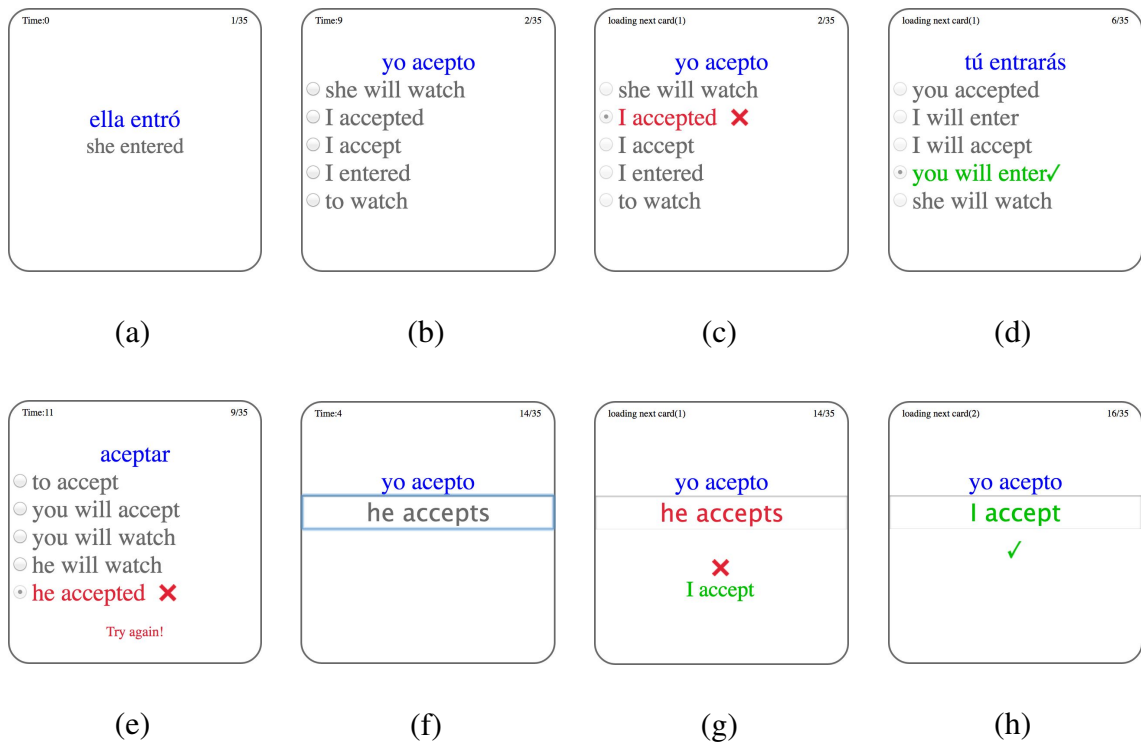 Time:0 1/35
ella entró
she entered
(a)
Time:9 2/35
yo acepto
she will watch
I accepted
I accept
I entered
to watch
(b)
loading next card(1) 2/35
yo acepto
she will watch
I accepted ✗
I accept
I entered
to watch
(c)
loading next card(1) 6/35
tú entrarás
you accepted
I will enter
I will accept
you will enter✓
she will watch
(d)
Time:11 9/35
aceptar
to accept
you will accept
you will watch
he will watch
he accepted ✗
Try again!
(e)
Time:4 14/35
yo acepto
he accepts
(f)
loading next card(1) 14/35
yo acepto
he accepts
✗
I accept
(g)
loading next card(2) 16/35
yo acepto
I accept
✓
(h)